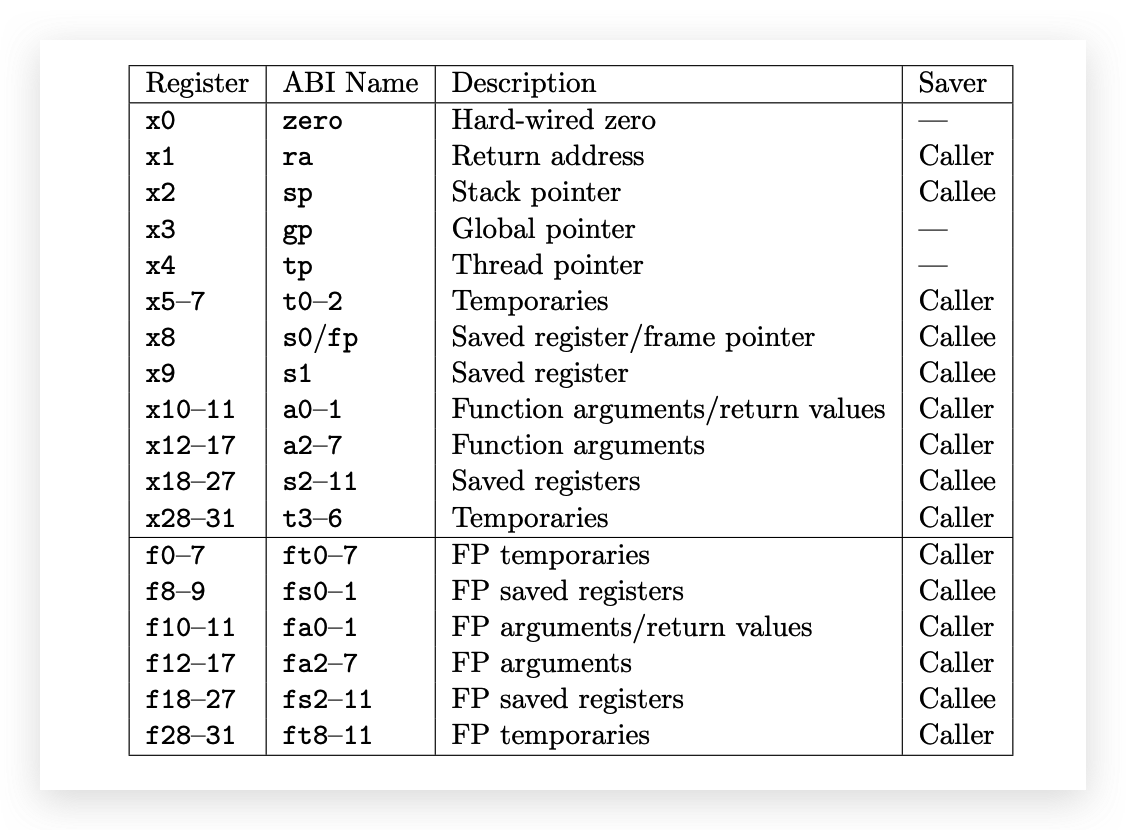 Register ABI Name Description Saver
x0 zero Hard-wired zero —
x1 ra Return address Caller
x2 sp Stack pointer Callee
x3 gp Global pointer —
x4 tp Thread pointer —
x5–7 t0–2 Temporaries Caller
x8 s0/fp Saved register/frame pointer Callee
x9 s1 Saved register Callee
x10–11 a0–1 Function arguments/return values Caller
x12–17 a2–7 Function arguments Caller
x18–27 s2–11 Saved registers Callee
x28–31 t3–6 Temporaries Caller
f0–7 ft0–7 FP temporaries Caller
f8–9 fs0–1 FP saved registers Callee
f10–11 fa0–1 FP arguments/return values Caller
f12–17 fa2–7 FP arguments Caller
f18–27 fs2–11 FP saved registers Callee
f28–31 ft8–11 FP temporaries Caller